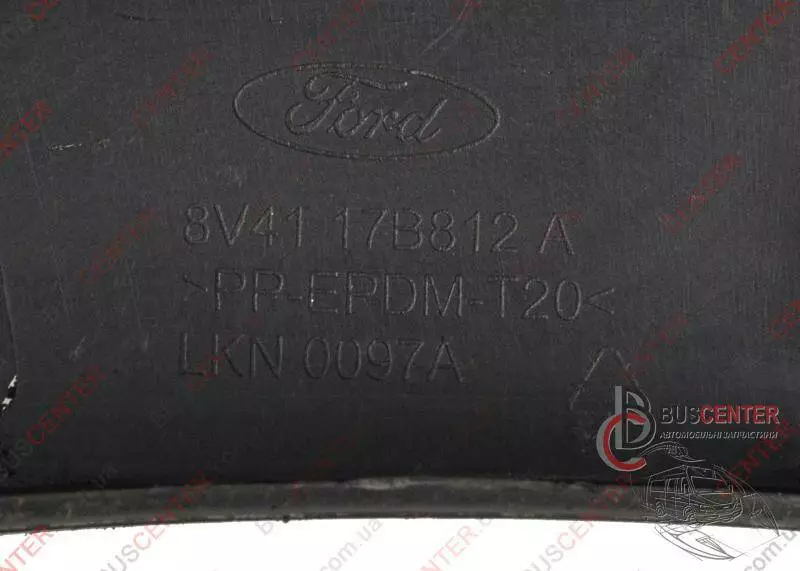 Ford
8V41 17B812 A
>PP-EPDM-T20<
LKN 0097A
BUSCENTER
АВТОМОБІЛЬНІ ЗАПЧАСТИНИ